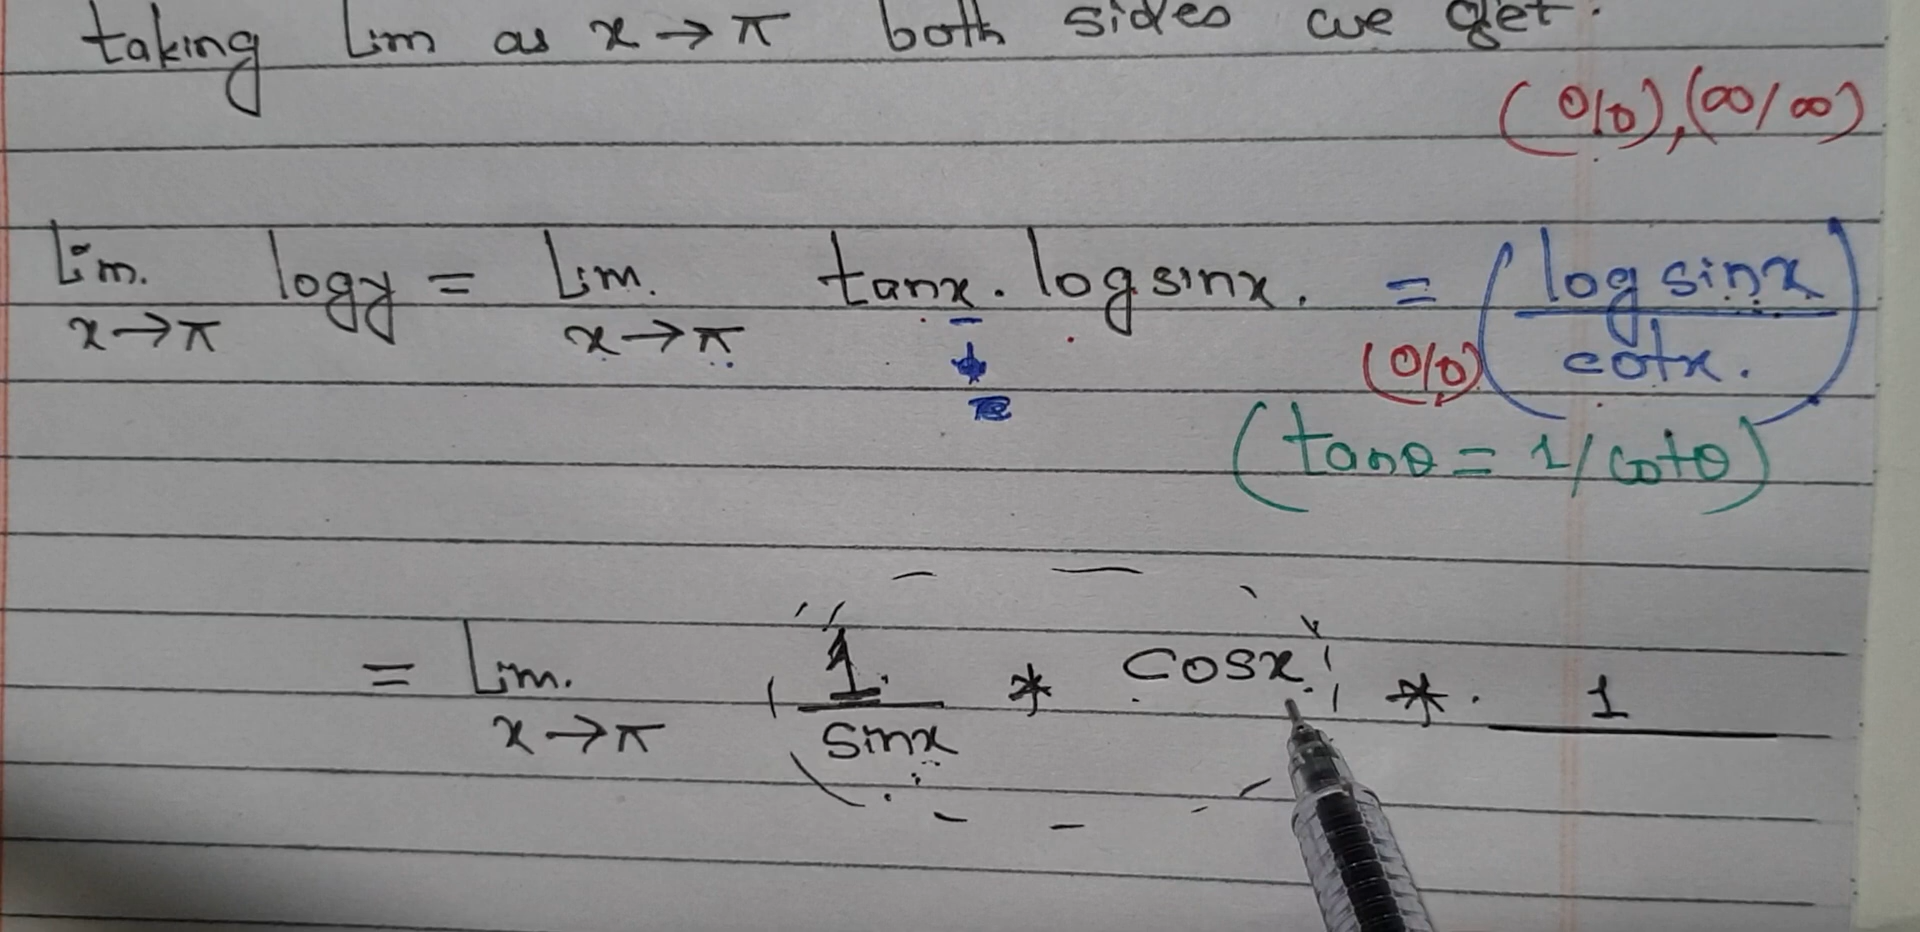 taking Lim as x→π both sides we get.
(0/0), (∞/∞)
Lim. x→π logy = Lim. x→π tanx . log sinx. = (log sinx / cotx.)
(0/0)
(tanθ = 1/cotθ)
= Lim. x→π 1/sinx * cosx * 1